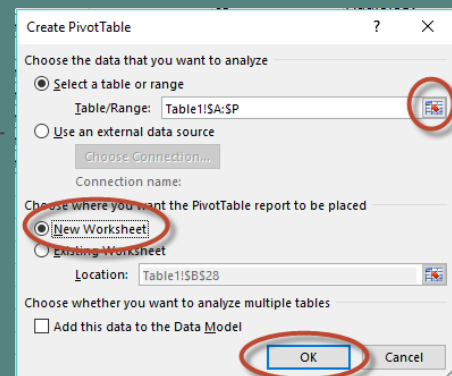 Create PivotTable ? ×
Choose the data that you want to analyze
Select a table or range
Table/Range: Table1!$A:$P
Use an external data source
Choose Connection...
Connection name:
Choose where you want the PivotTable report to be placed
New Worksheet
Existing Worksheet
Location: Table1!$B$28
Choose whether you want to analyze multiple tables
Add this data to the Data Model
OK Cancel